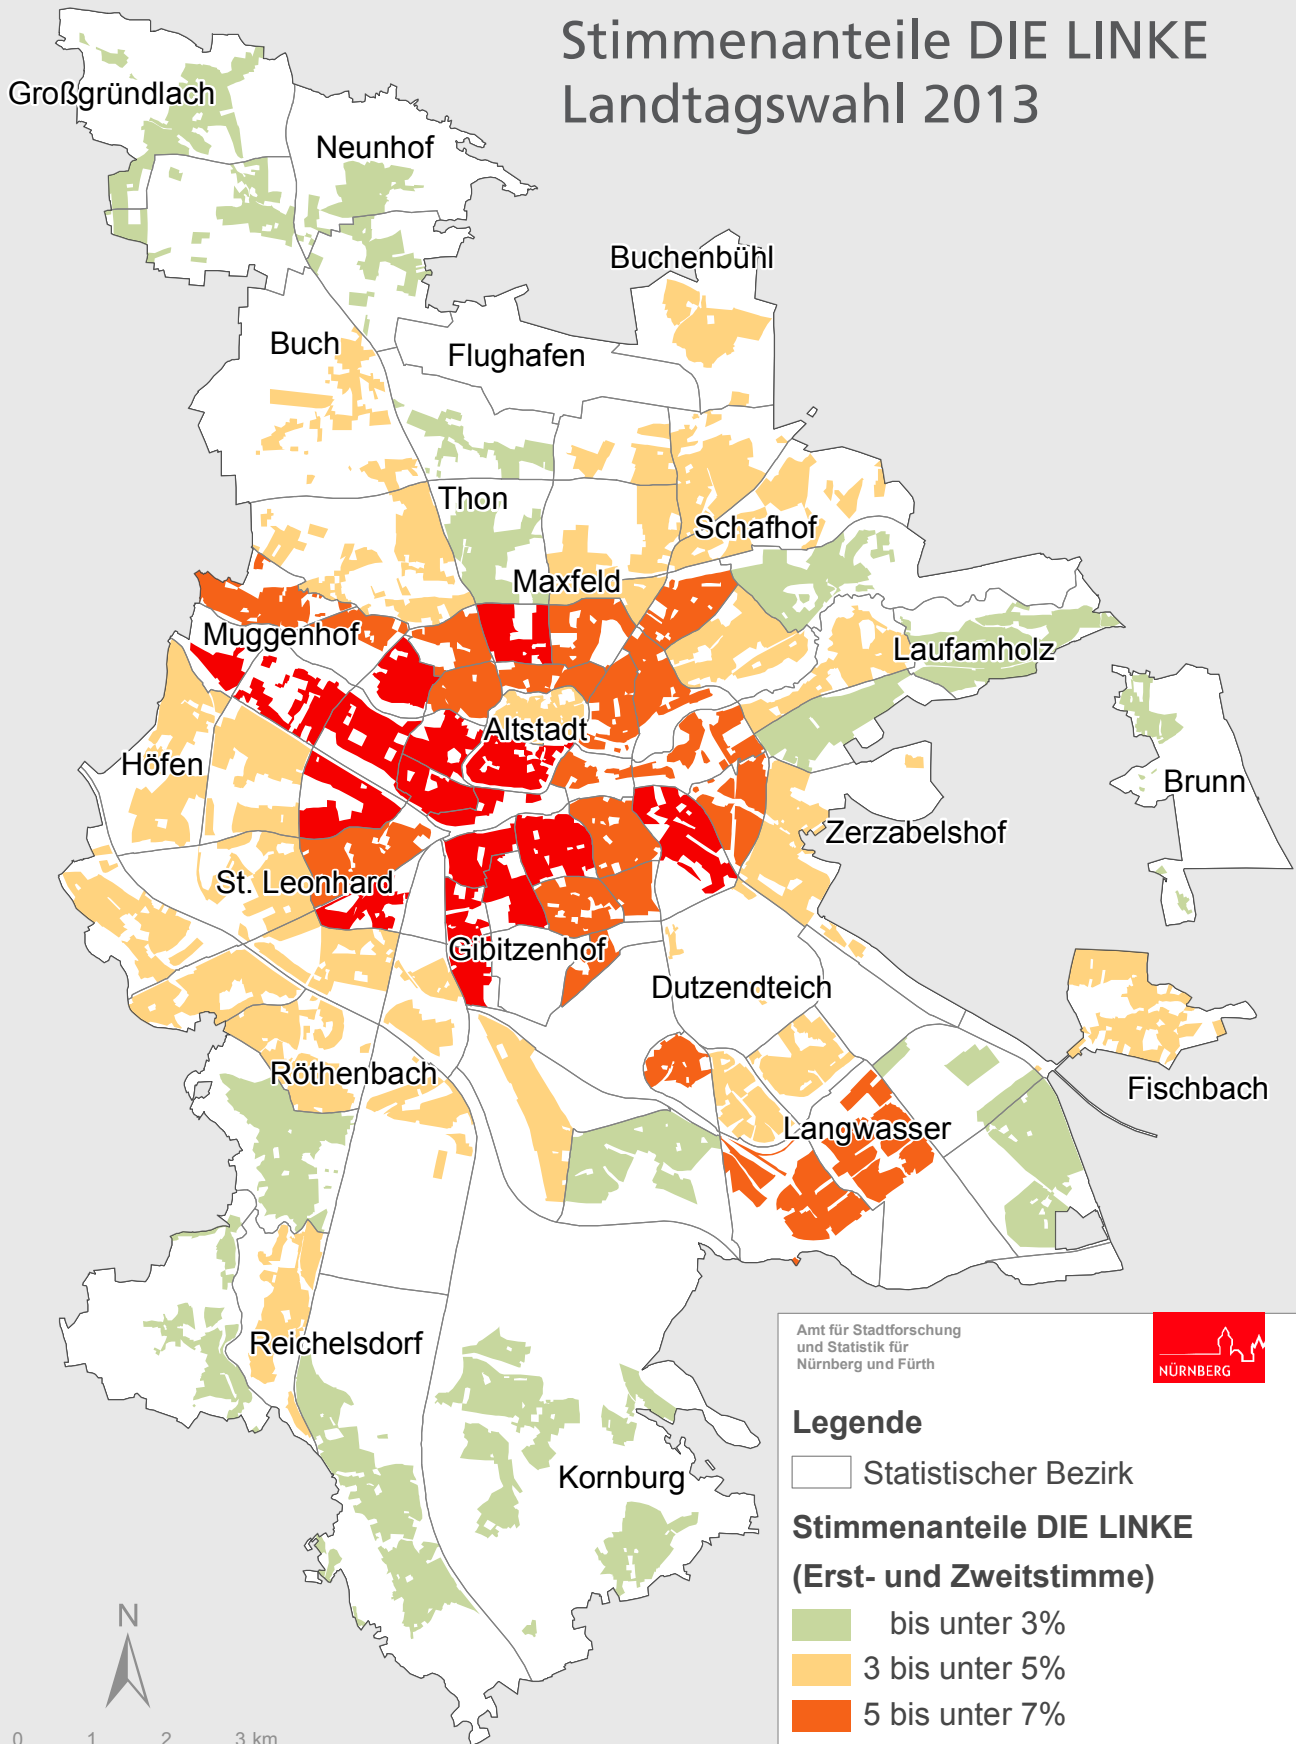 Stimmenanteile DIE LINKE
Landtagswahl 2013
Großgründlach
Neunhof
Buchenbühl
Buch
Flughafen
Thon
Schafhof
Maxfeld
Muggenhof
Laufamholz
Altstadt
Höfen
Brunn
Zerzabelshof
St. Leonhard
Gibitzenhof
Dutzendteich
Röthenbach
Fischbach
Langwasser
Reichelsdorf
Kornburg
Amt für Stadtforschung
und Statistik für
Nürnberg und Fürth
NÜRNBERG
Legende
Statistischer Bezirk
Stimmenanteile DIE LINKE
(Erst- und Zweitstimme)
bis unter 3%
3 bis unter 5%
5 bis unter 7%
N
0 1 2 3 km